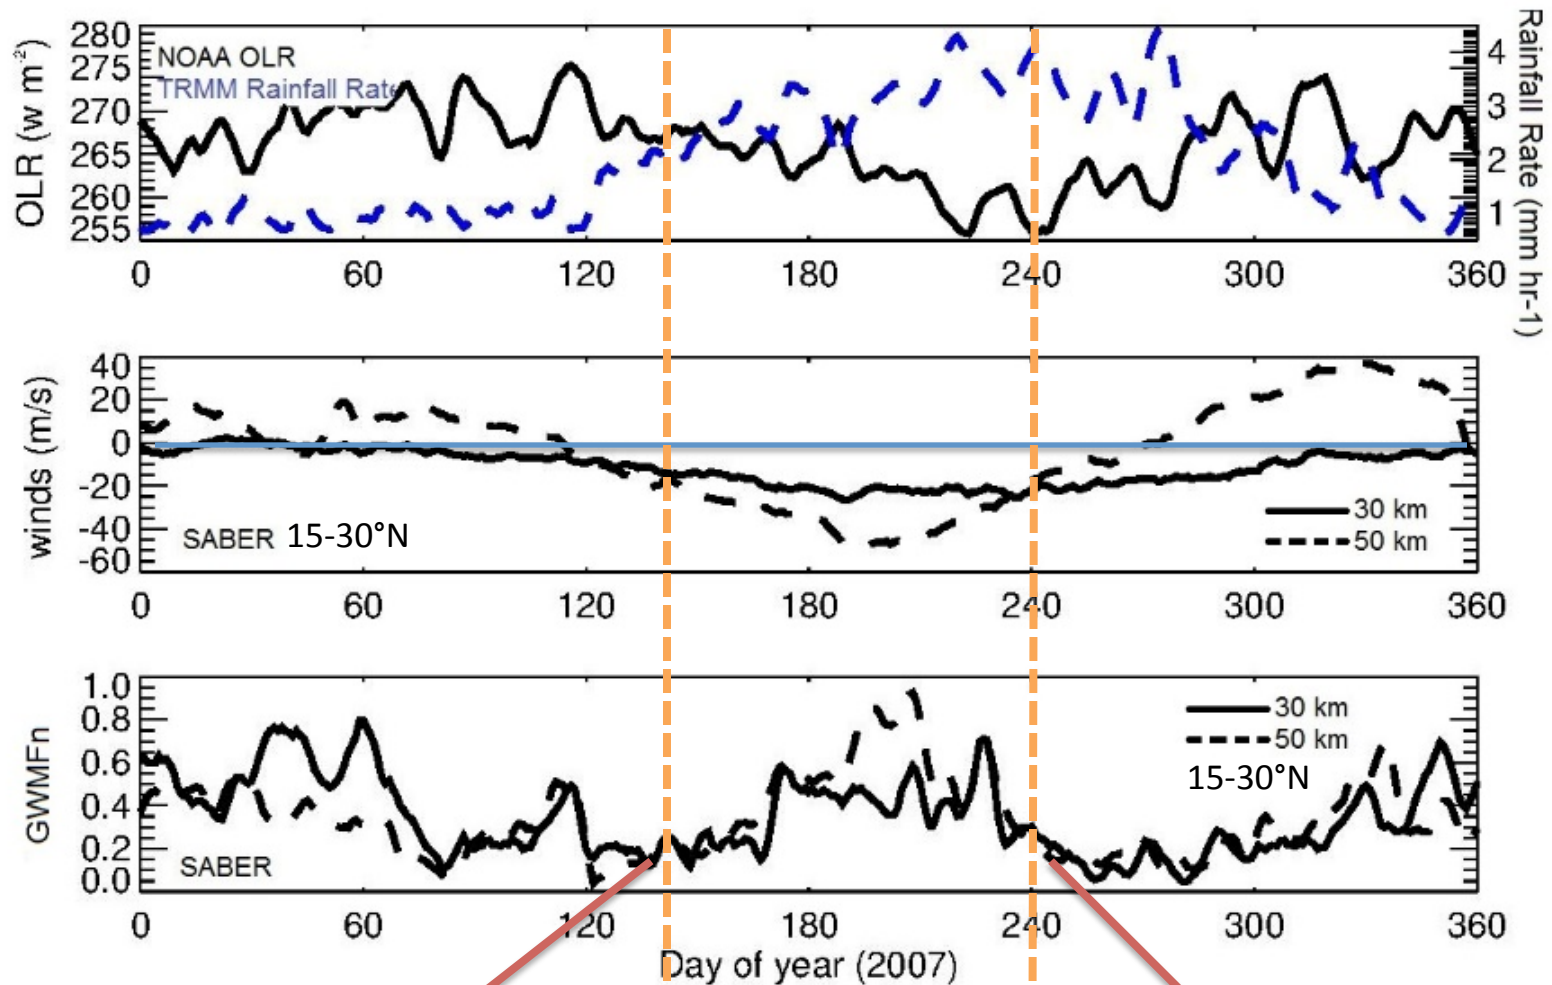 280
275
270
265
260
255
OLR (w m⁻²)
NOAA OLR
TRMM Rainfall Rate
4
3
2
1
Rainfall Rate (mm hr-1)
0 60 120 180 240 300 360
40
20
0
-20
-40
-60
winds (m/s)
SABER 15-30°N
30 km
50 km
0 60 120 180 240 300 360
1.0
0.8
0.6
0.4
0.2
0.0
GWMFn
SABER
30 km
50 km
15-30°N
0 60 120 180 240 300 360
Day of year (2007)